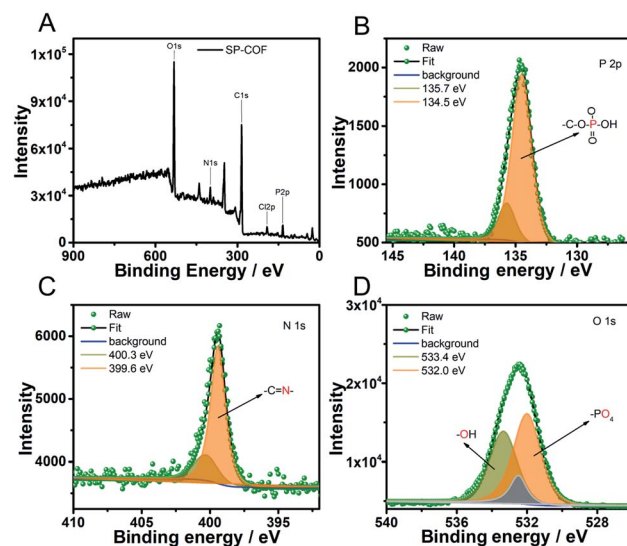 A
SP-COF
O1s
C1s
N1s
Cl2p
P2p
Intensity
1x10⁵
9x10⁴
6x10⁴
3x10⁴
0
900
600
300
0
Binding Energy / eV
B
Raw
Fit
background
135.7 eV
134.5 eV
P 2p
O
-C-O-P-OH
O
Intensity
2000
1500
1000
500
145
140
135
130
Binding energy / eV
C
Raw
Fit
background
400.3 eV
399.6 eV
N 1s
-C=N-
Intensity
6000
5000
4000
3000
410
405
400
395
Binding energy / eV
D
Raw
Fit
background
533.4 eV
532.0 eV
O 1s
-OH
-PO₄
Intensity
3x10⁴
2x10⁴
1x10⁴
540
536
532
528
Binding energy / eV